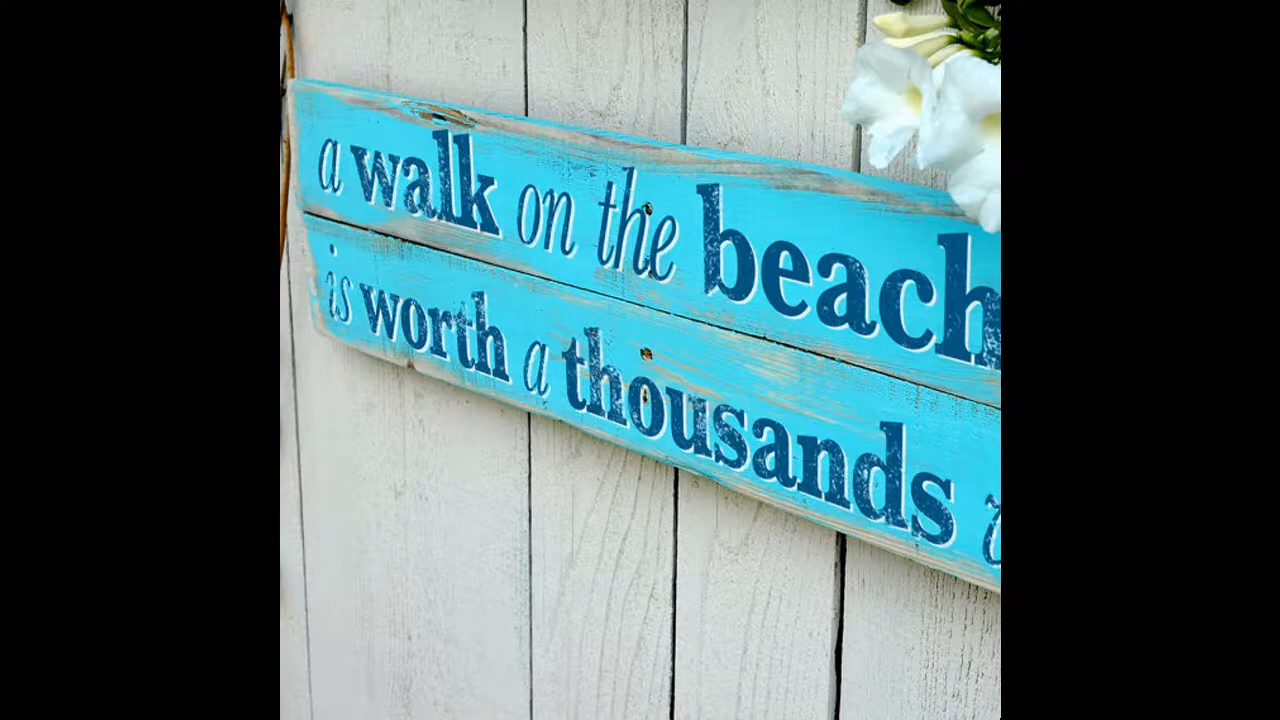 a walk on the beach
is worth a thousands